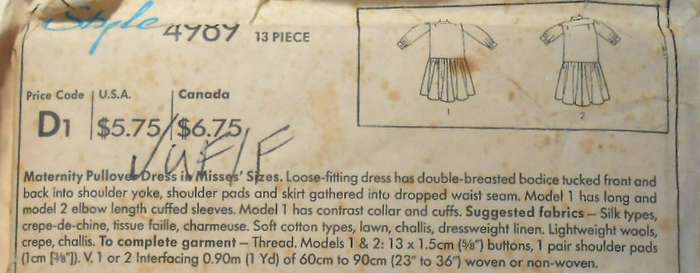 Style 4969 13 PIECE
Price Code U.S.A. Canada
D1 $5.75 $6.75
1 2
Maternity Pullover Dress in Misses' Sizes. Loose-fitting dress has double-breasted bodice tucked front and
back into shoulder yoke, shoulder pads and skirt gathered into dropped waist seam. Model 1 has long and
model 2 elbow length cuffed sleeves. Model 1 has contrast collar and cuffs. Suggested fabrics – Silk types,
crepe-de-chine, tissue faille, charmeuse. Soft cotton types, lawn, challis, dressweight linen. Lightweight wools,
crepe, challis. To complete garment – Thread. Models 1 & 2: 13 x 1.5cm (⅝") buttons, 1 pair shoulder pads
(1cm [⅜"]). V. 1 or 2 Interfacing 0.90m (1 Yd) of 60cm to 90cm (23" to 36") woven or non-woven.